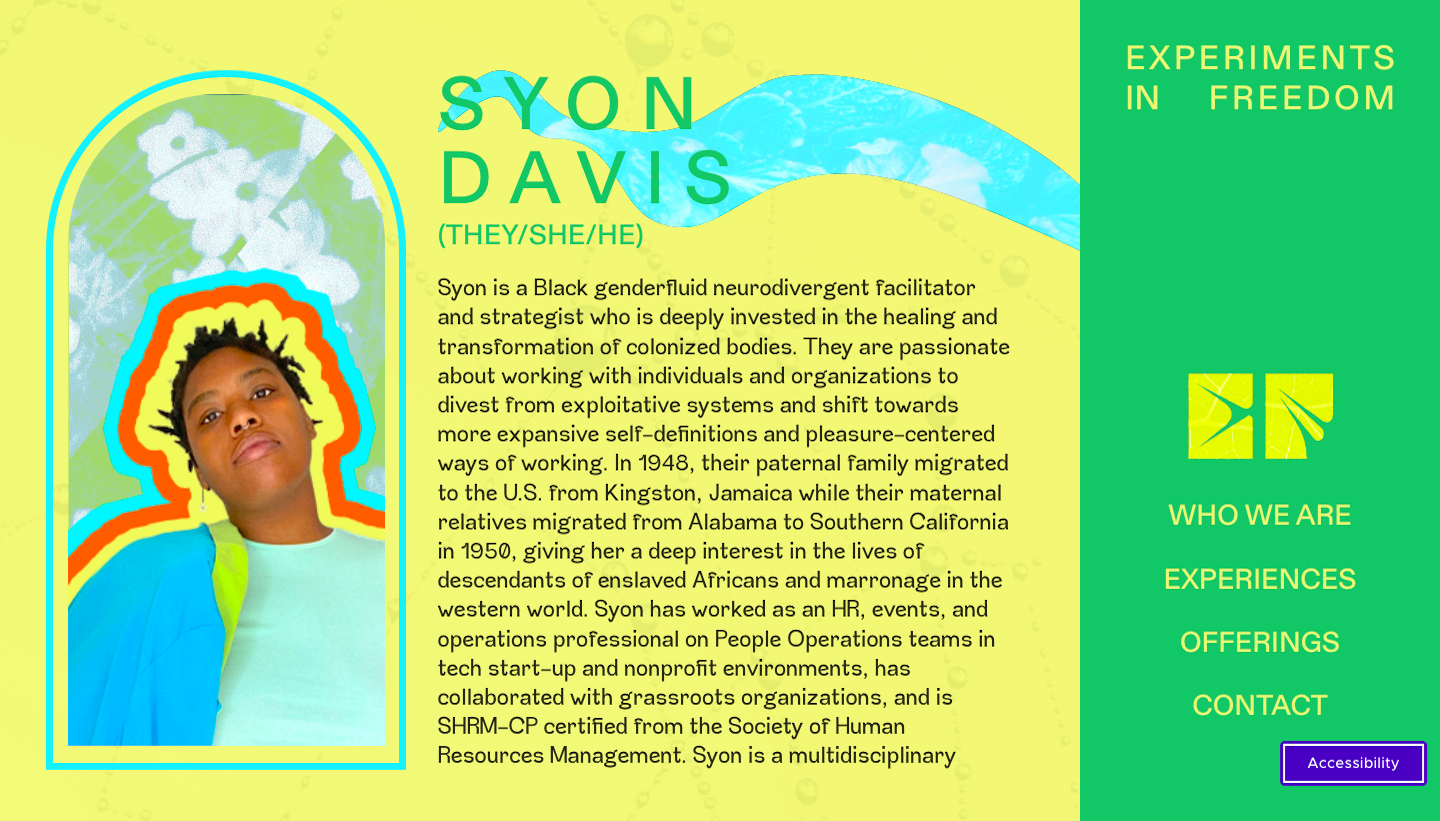 SYON
DAVIS
(THEY/SHE/HE)
Syon is a Black genderfluid neurodivergent facilitator
and strategist who is deeply invested in the healing and
transformation of colonized bodies. They are passionate
about working with individuals and organizations to
divest from exploitative systems and shift towards
more expansive self-definitions and pleasure-centered
ways of working. In 1948, their paternal family migrated
to the U.S. from Kingston, Jamaica while their maternal
relatives migrated from Alabama to Southern California
in 1950, giving her a deep interest in the lives of
descendants of enslaved Africans and marronage in the
western world. Syon has worked as an HR, events, and
operations professional on People Operations teams in
tech start-up and nonprofit environments, has
collaborated with grassroots organizations, and is
SHRM-CP certified from the Society of Human
Resources Management. Syon is a multidisciplinary
EXPERIMENTS
IN FREEDOM
WHO WE ARE
EXPERIENCES
OFFERINGS
CONTACT
Accessibility